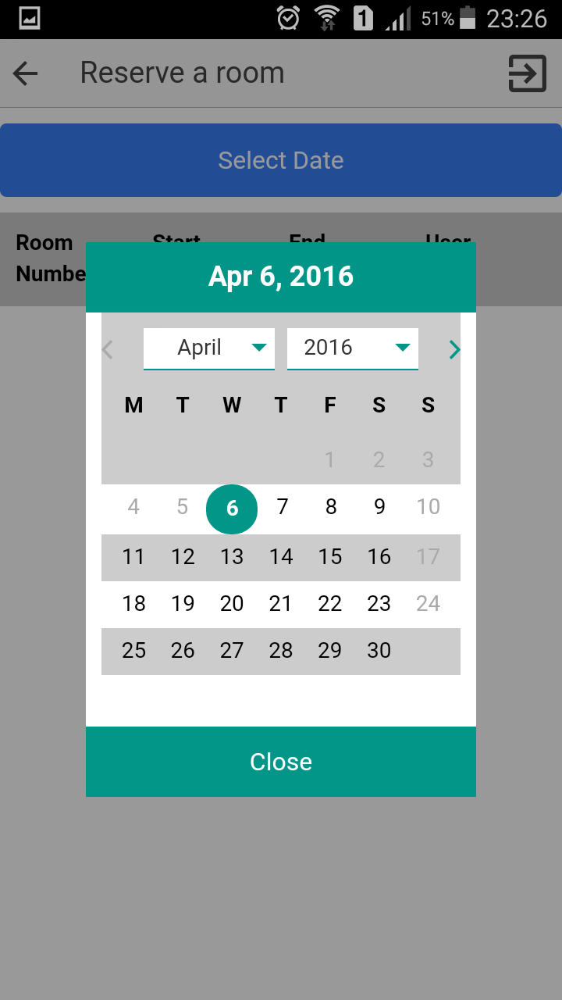 1 51% 23:26
Reserve a room
Select Date
Room Start End User
Numbe
Apr 6, 2016
April 2016
M T W T F S S
1 2 3
4 5 6 7 8 9 10
11 12 13 14 15 16 17
18 19 20 21 22 23 24
25 26 27 28 29 30
Close